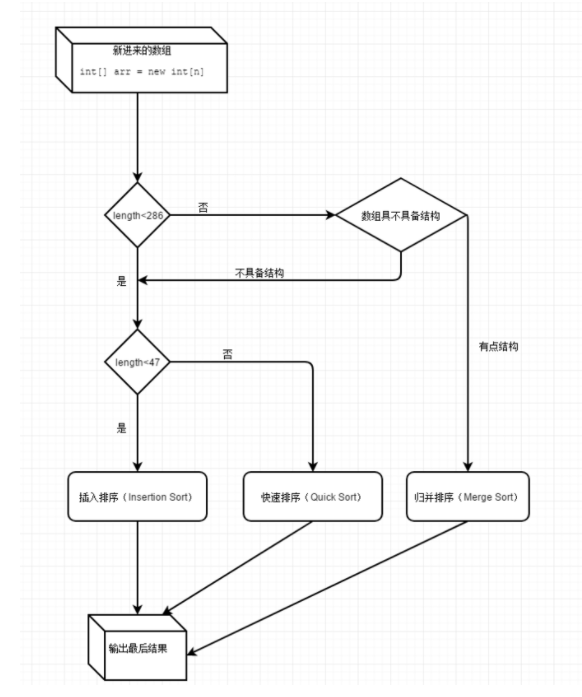 新进来的数组
int[] arr = new int[n]
length<286
否
数组具不具备结构
不具备结构
是
有点结构
length<47
否
是
插入排序（Insertion Sort）
快速排序（Quick Sort）
归并排序（Merge Sort）
输出最后结果